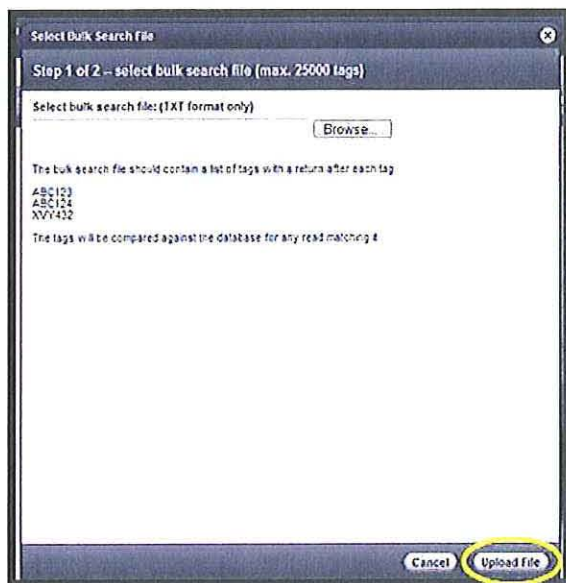 Select Bulk Search File
Step 1 of 2 – select bulk search file (max. 25000 tags)
Select bulk search file: (TXT format only)
Browse...
The bulk search file should contain a list of tags with a return after each tag
ABC123
ABC124
XVY432
The tags will be compared against the database for any read matching it
Cancel
Upload File